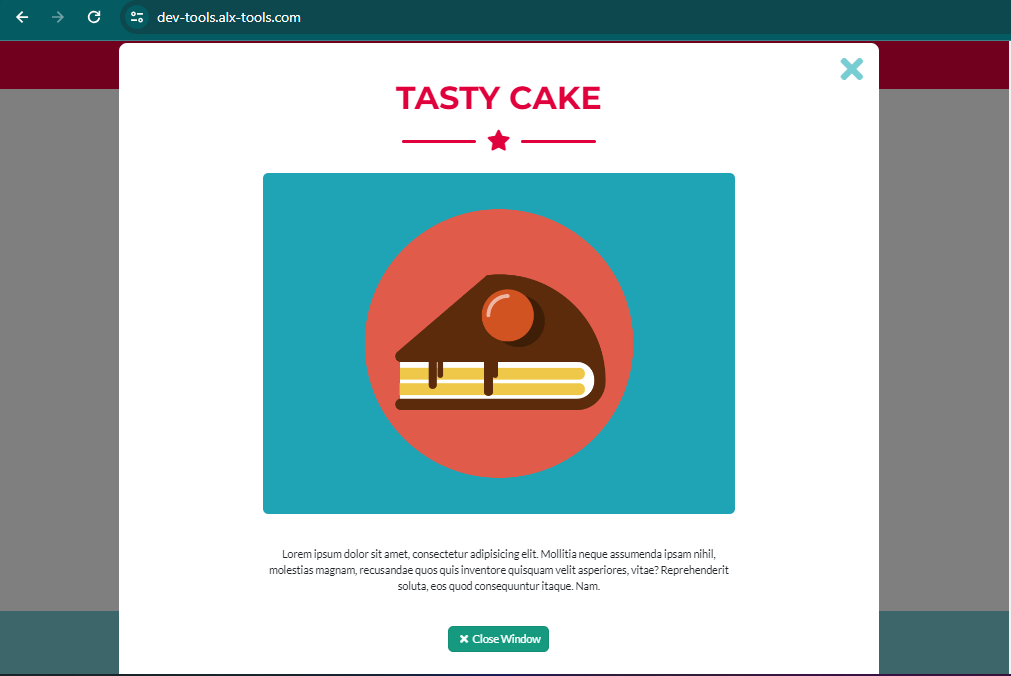 dev-tools.alx-tools.com
TASTY CAKE
Lorem ipsum dolor sit amet, consectetur adipisicing elit. Mollitia neque assumenda ipsam nihil,
molestias magnam, recusandae quos quis inventore quisquam velit asperiores, vitae? Reprehenderit
soluta, eos quod consequuntur itaque. Nam.
Close Window